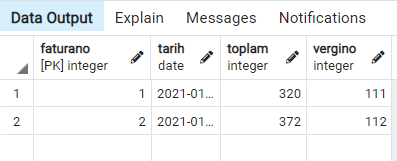 Data Output Explain Messages Notifications
faturano tarih toplam vergino
[PK] integer date integer integer
1 1 2021-01... 320 111
2 2 2021-01... 372 112